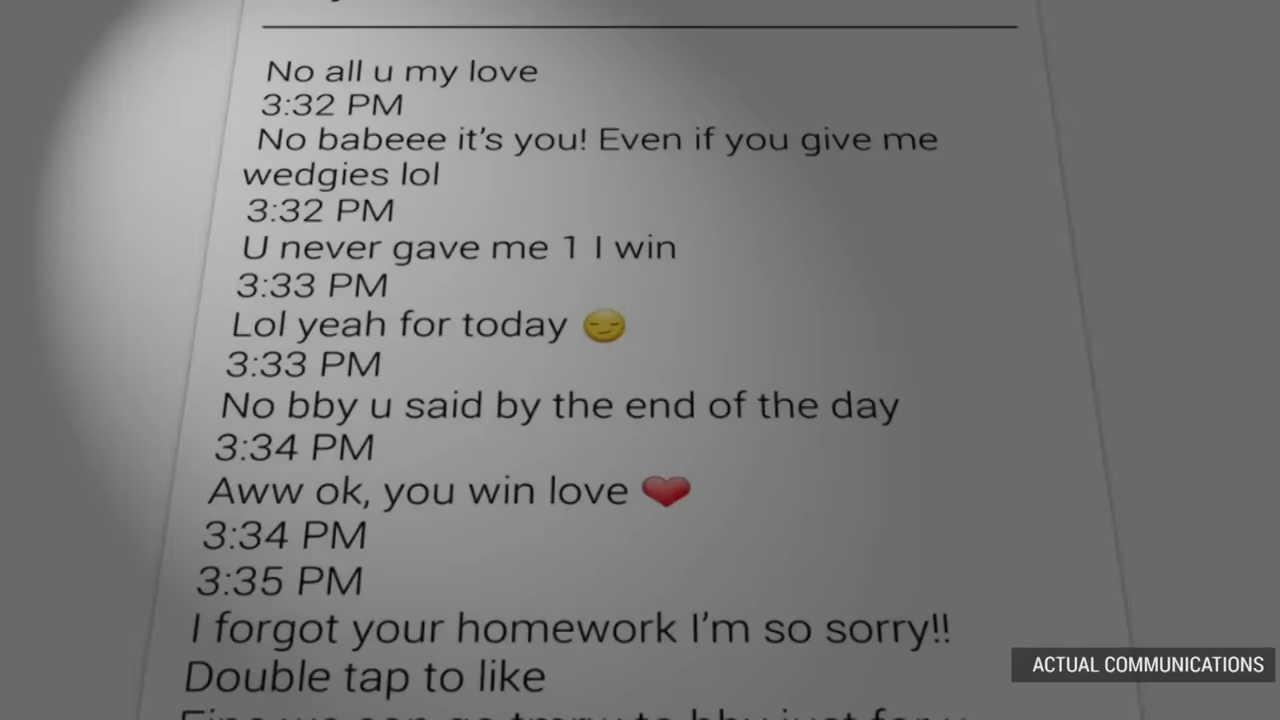 No all u my love
3:32 PM
No babeee it's you! Even if you give me
wedgies lol
3:32 PM
U never gave me 1 I win
3:33 PM
Lol yeah for today 😏
3:33 PM
No bby u said by the end of the day
3:34 PM
Aww ok, you win love ❤️
3:34 PM
3:35 PM
I forgot your homework I'm so sorry!!
Double tap to like
ACTUAL COMMUNICATIONS